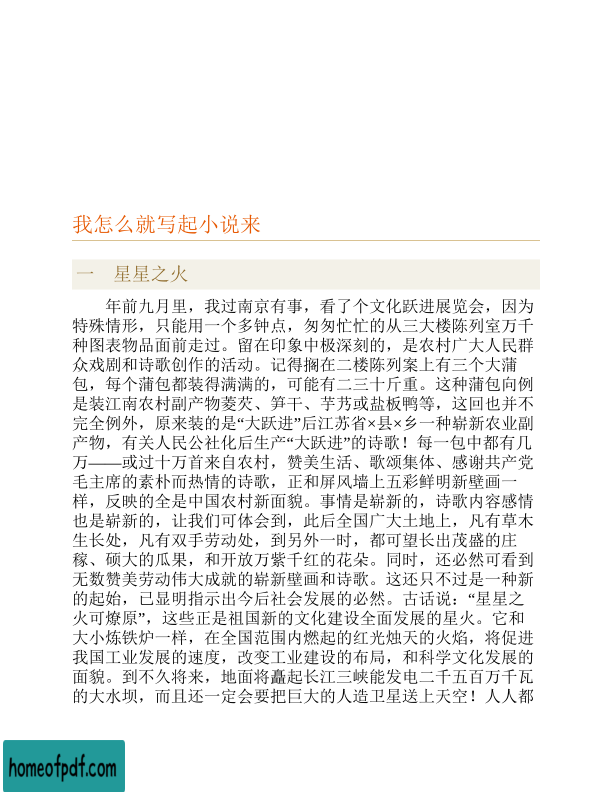 我怎么就写起小说来
一　星星之火
年前九月里，我过南京有事，看了个文化跃进展览会，因为
特殊情形，只能用一个多钟点，匆匆忙忙的从三大楼陈列室万千
种图表物品面前走过。留在印象中极深刻的，是农村广大人民群
众戏剧和诗歌创作的活动。记得搁在二楼陈列案上有三个大蒲
包，每个蒲包都装得满满的，可能有二三十斤重。这种蒲包向例
是装江南农村副产物菱芡、笋干、芋艿或盐板鸭等，这回也并不
完全例外，原来装的是“大跃进”后江苏省×县×乡一种崭新农业副
产物，有关人民公社化后生产“大跃进”的诗歌！每一包中都有几
万——或过十万首来自农村，赞美生活、歌颂集体、感谢共产党
毛主席的素朴而热情的诗歌，正和屏风墙上五彩鲜明新壁画一
样，反映的全是中国农村新面貌。事情是崭新的，诗歌内容感情
也是崭新的，让我们可体会到，此后全国广大土地上，凡有草木
生长处，凡有双手劳动处，到另外一时，都可望长出茂盛的庄
稼、硕大的瓜果，和开放万紫千红的花朵。同时，还必然可看到
无数赞美劳动伟大成就的崭新壁画和诗歌。这还只不过是一种新
的起始，已显明指示出今后社会发展的必然。古话说：“星星之
火可燎原”，这些正是祖国新的文化建设全面发展的星火。它和
大小炼铁炉一样，在全国范围内燃起的红光烛天的火焰，将促进
我国工业发展的速度，改变工业建设的布局，和科学文化发展的
面貌。到不久将来，地面将矗起长江三峡能发电二千五百万千瓦
的大水坝，而且还一定会要把巨大的人造卫星送上天空！人人都
homeofpdf.com